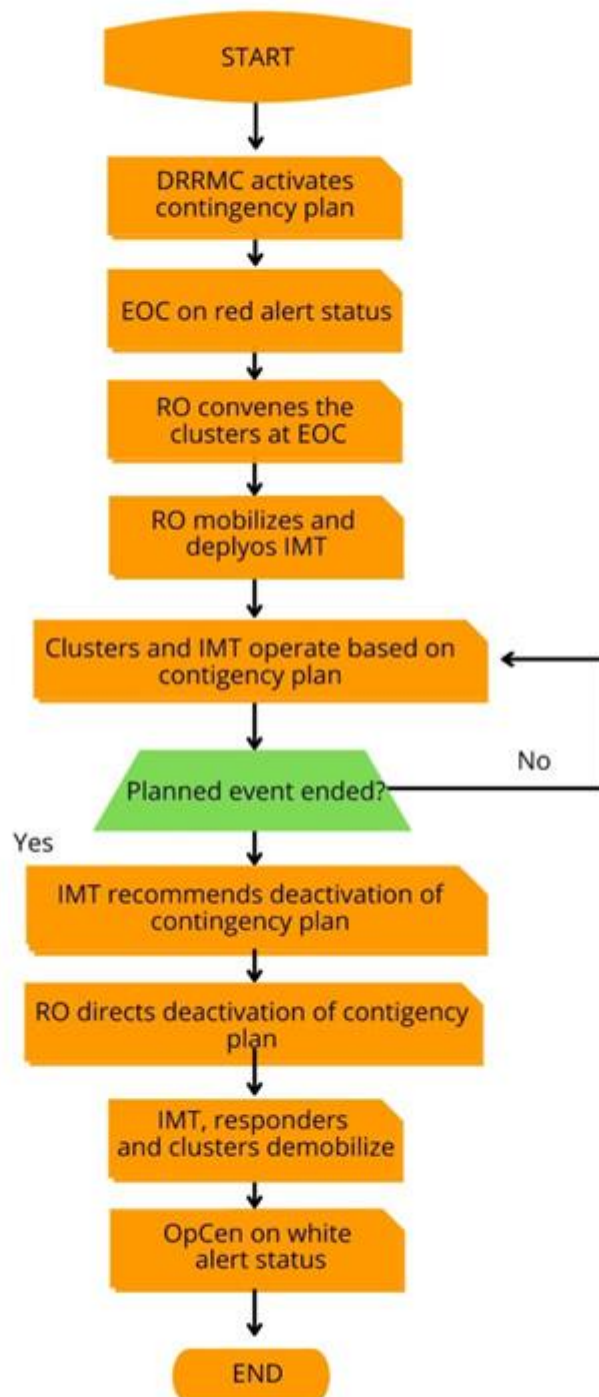 START
DRRMC activates
contingency plan
EOC on red alert status
RO convenes the
clusters at EOC
RO mobilizes and
deplyos IMT
Clusters and IMT operate based on
contigency plan
No
Planned event ended?
Yes
IMT recommends deactivation of
contingency plan
RO directs deactivation of contigency
plan
IMT, responders
and clusters demobilize
OpCen on white
alert status
END